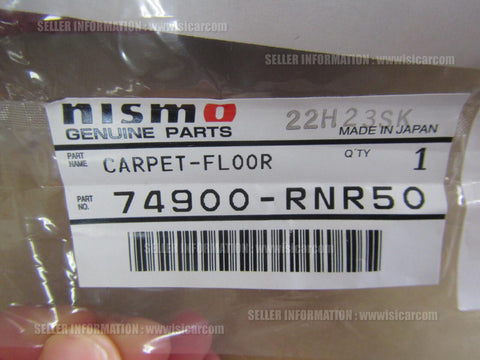 SELLER INFORMATION : www.isicar.com SELLER INFORMATION : www.isicar.com
nismo
GENUINE PARTS
22H23SK
MADE IN JAPAN
PART NAME CARPET-FLOOR Q'TY 1
PART NO. 74900-RNR50
SELLER INFORMATION : www.isicar.com SELLER INFORMATION : www.isicar.com